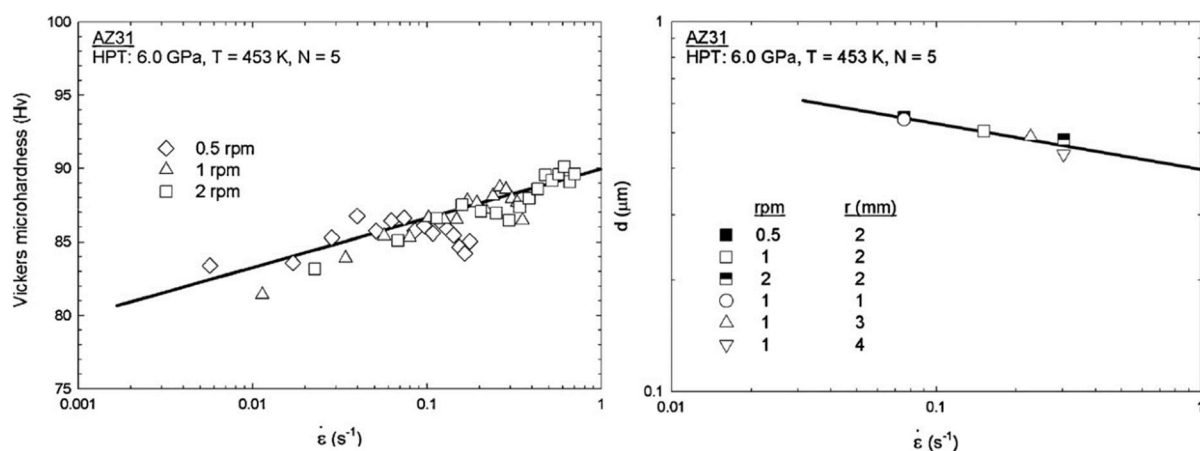 100
95
90
85
80
75
Vickers microhardness (Hv)
AZ31
HPT: 6.0 GPa, T = 453 K, N = 5
0.5 rpm
1 rpm
2 rpm
0.001
0.01
0.1
1
ε̇ (s⁻¹)
1
0.1
d (μm)
AZ31
HPT: 6.0 GPa, T = 453 K, N = 5
rpm r (mm)
0.5 2
1 2
2 2
1 1
1 3
1 4
0.01
0.1
1
ε̇ (s⁻¹)